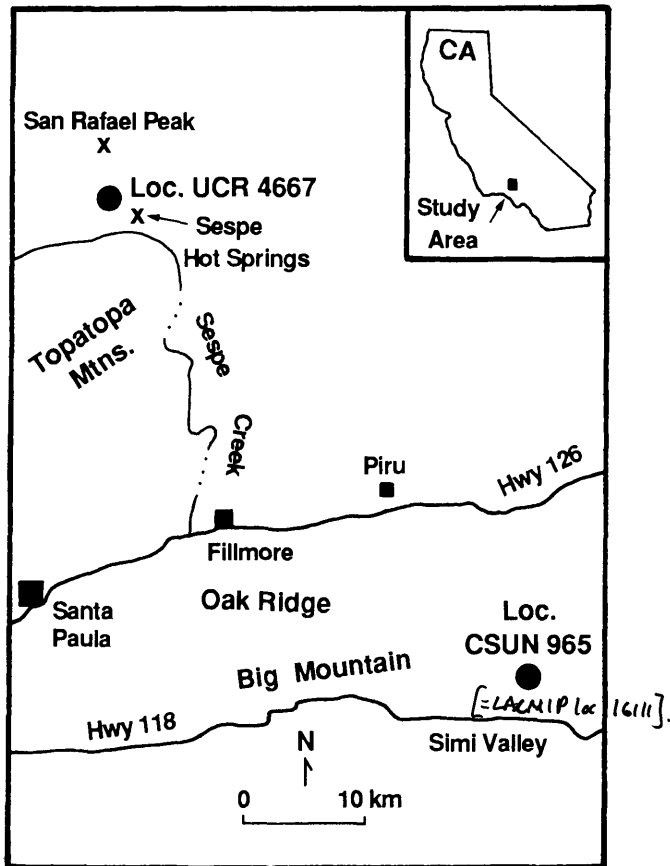 CA
Study
Area
San Rafael Peak
x
Loc. UCR 4667
x
Sespe
Hot Springs
Topatopa
Mtns.
Sespe
Creek
Piru
Hwy 126
Fillmore
Santa
Paula
Oak Ridge
Loc.
CSUN 965
[=LACMIP loc 16111].
Big Mountain
Hwy 118
Simi Valley
N
0 10 km